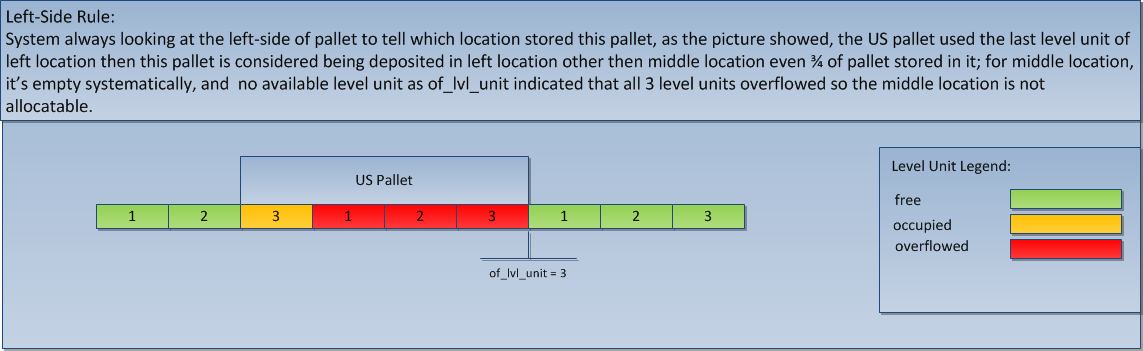 Left-Side Rule:
System always looking at the left-side of pallet to tell which location stored this pallet, as the picture showed, the US pallet used the last level unit of
left location then this pallet is considered being deposited in left location other then middle location even ¾ of pallet stored in it; for middle location,
it's empty systematically, and  no available level unit as of_lvl_unit indicated that all 3 level units overflowed so the middle location is not
allocatable.
US Pallet
1 2 3 1 2 3 1 2 3
of_lvl_unit = 3
Level Unit Legend:
free
occupied
overflowed